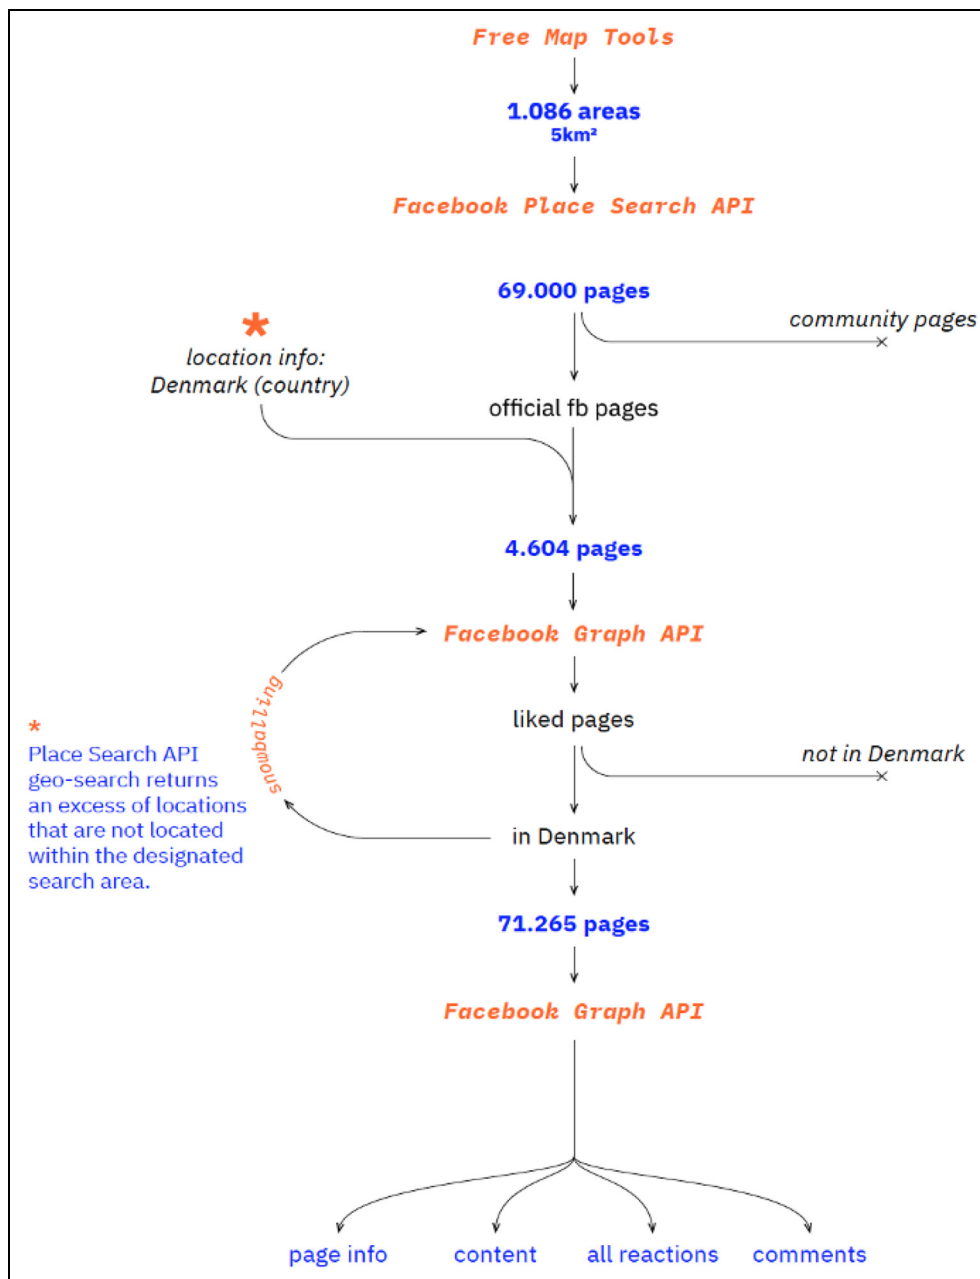 Free Map Tools
1.086 areas
5km²
Facebook Place Search API
69.000 pages
community pages
*
location info:
Denmark (country)
official fb pages
4.604 pages
Facebook Graph API
snowballing
liked pages
not in Denmark
*
Place Search API
geo-search returns
an excess of locations
that are not located
within the designated
search area.
in Denmark
71.265 pages
Facebook Graph API
page info
content
all reactions
comments